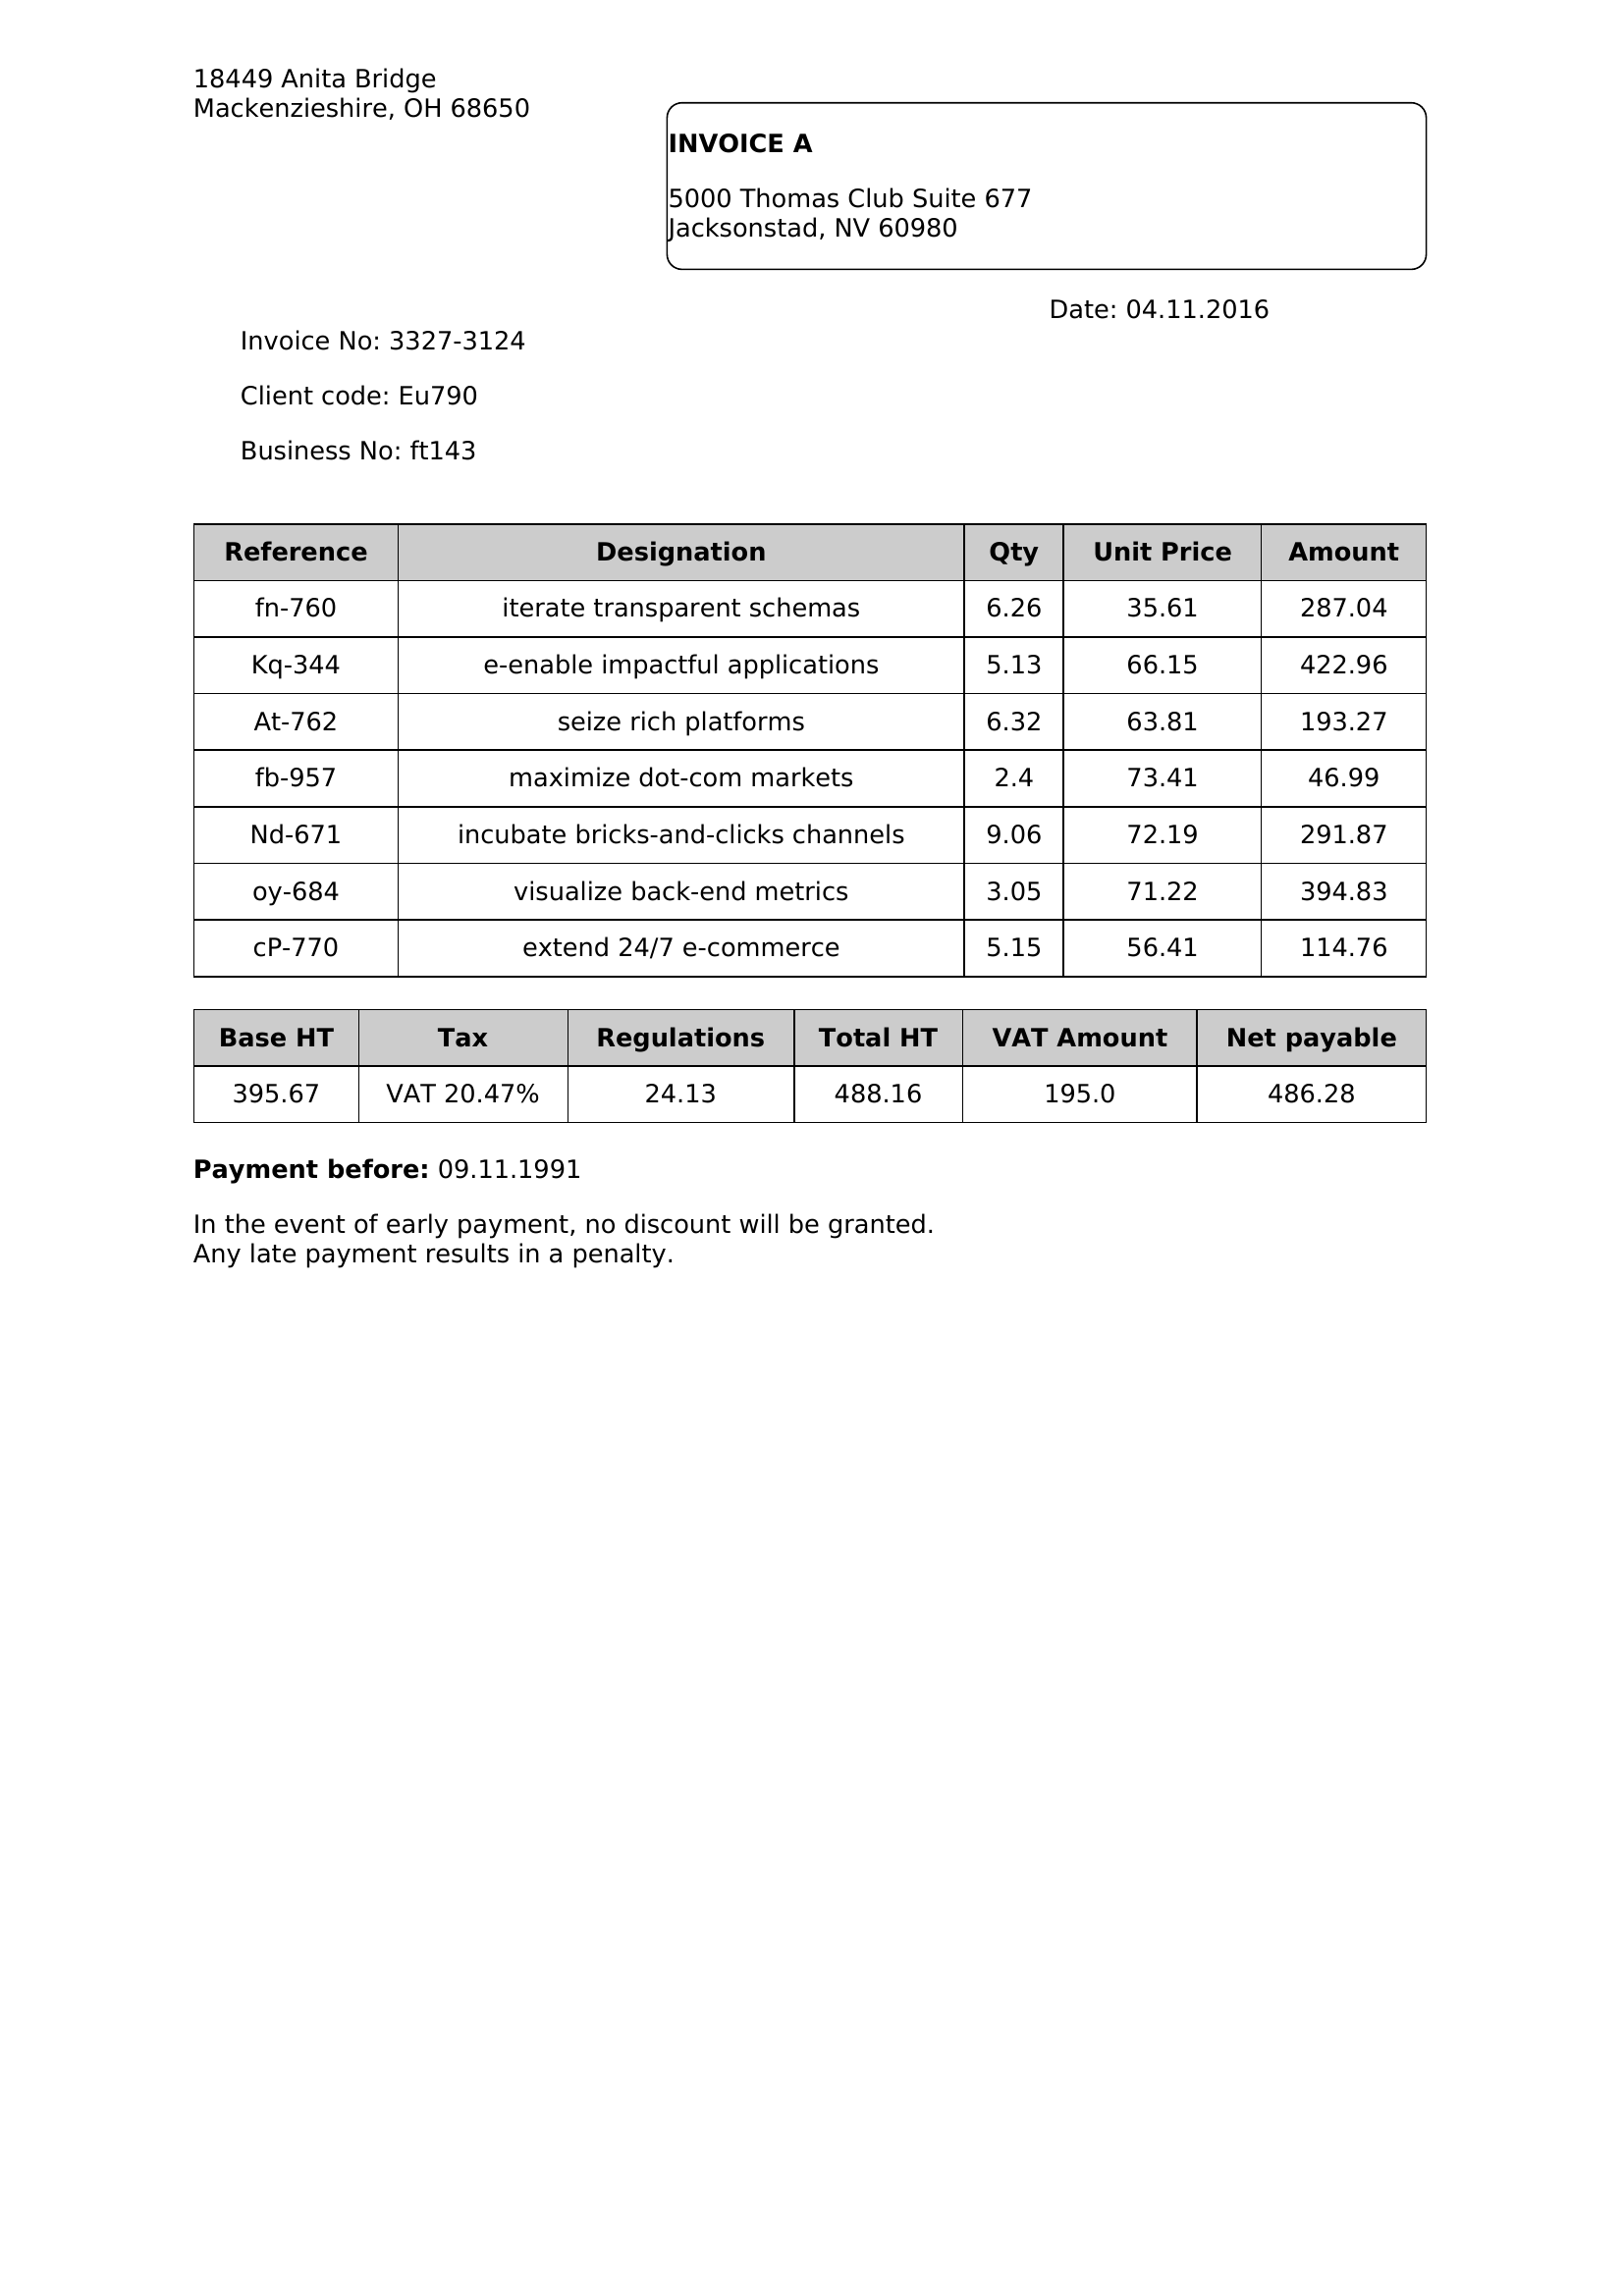 18449 Anita Bridge
Mackenzieshire, OH 68650
INVOICE A
5000 Thomas Club Suite 677
Jacksonstad, NV 60980
Date: 04.11.2016
Invoice No: 3327-3124
Client code: Eu790
Business No: ft143
Reference Designation Qty Unit Price Amount
fn-760 iterate transparent schemas 6.26 35.61 287.04
Kq-344 e-enable impactful applications 5.13 66.15 422.96
At-762 seize rich platforms 6.32 63.81 193.27
fb-957 maximize dot-com markets 2.4 73.41 46.99
Nd-671 incubate bricks-and-clicks channels 9.06 72.19 291.87
oy-684 visualize back-end metrics 3.05 71.22 394.83
cP-770 extend 24/7 e-commerce 5.15 56.41 114.76
Base HT Tax Regulations Total HT VAT Amount Net payable
395.67 VAT 20.47% 24.13 488.16 195.0 486.28
Payment before: 09.11.1991
In the event of early payment, no discount will be granted.
Any late payment results in a penalty.